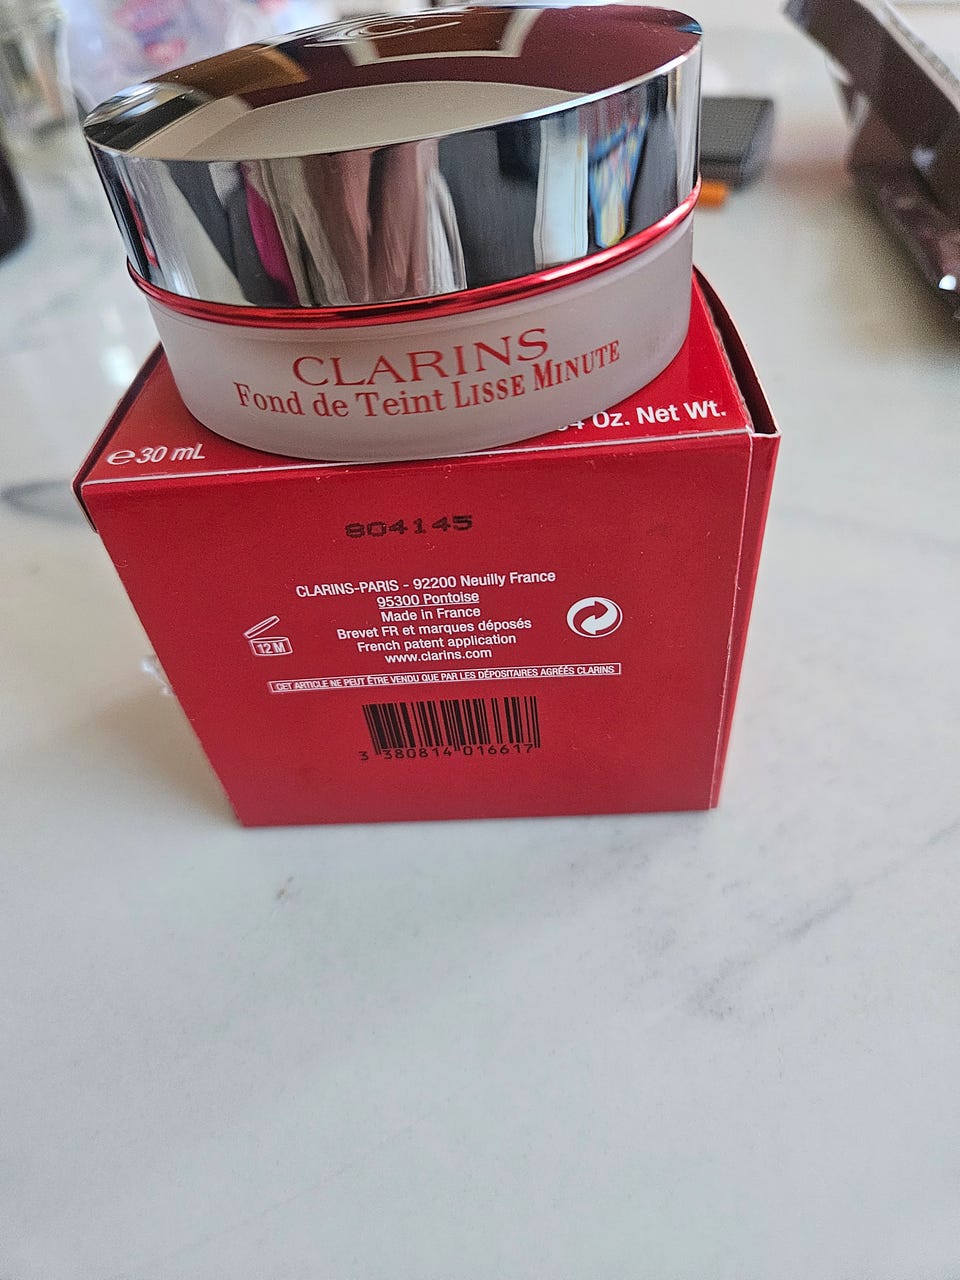 CLARINS
Fond de Teint LISSE MINUTE
e30 mL
Oz. Net Wt.
804145
CLARINS-PARIS - 92200 Neuilly France
95300 Pontoise
Made in France
Brevet FR et marques déposés
French patent application
www.clarins.com
12 M
CET ARTICLE NE PEUT ÊTRE VENDU QUE PAR LES DÉPOSITAIRES AGRÉÉS CLARINS
3 380814 016617